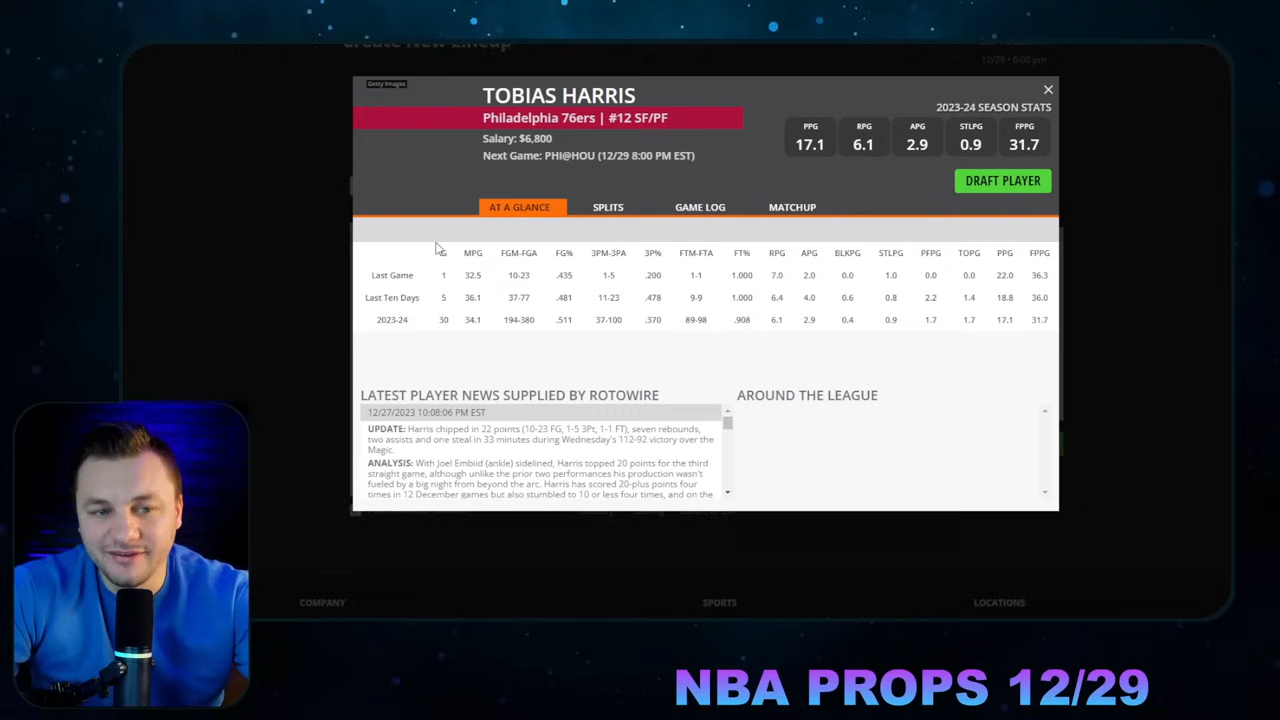 Create New Lineup
12/29 • 8:00 pm
Getty Images
TOBIAS HARRIS
Philadelphia 76ers | #12 SF/PF
Salary: $6,800
Next Game: PHI@HOU (12/29 8:00 PM EST)
2023-24 SEASON STATS
PPG RPG APG STLPG FPPG
17.1 6.1 2.9 0.9 31.7
DRAFT PLAYER
AT A GLANCE SPLITS GAME LOG MATCHUP
G MPG FGM-FGA FG% 3PM-3PA 3P% FTM-FTA FT% RPG APG BLKPG STLPG PFPG TOPG PPG FPPG
Last Game 1 32.5 10-23 .435 1-5 .200 1-1 1.000 7.0 2.0 0.0 1.0 0.0 0.0 22.0 36.3
Last Ten Days 5 36.1 37-77 .481 11-23 .478 9-9 1.000 6.4 4.0 0.6 0.8 2.2 1.4 18.8 36.0
2023-24 30 34.1 194-380 .511 37-100 .370 89-98 .908 6.1 2.9 0.4 0.9 1.7 1.7 17.1 31.7
LATEST PLAYER NEWS SUPPLIED BY ROTOWIRE
12/27/2023 10:08:06 PM EST
UPDATE: Harris chipped in 22 points (10-23 FG, 1-5 3Pt, 1-1 FT), seven rebounds,
two assists and one steal in 33 minutes during Wednesday's 112-92 victory over the
Magic.
ANALYSIS: With Joel Embiid (ankle) sidelined, Harris topped 20 points for the third
straight game, although unlike the prior two performances his production wasn't
fueled by a big night from beyond the arc. Harris has scored 20-plus points four
times in 12 December games but also stumbled to 10 or less four times, and on the
AROUND THE LEAGUE
COMPANY SPORTS LOCATIONS
NBA PROPS 12/29